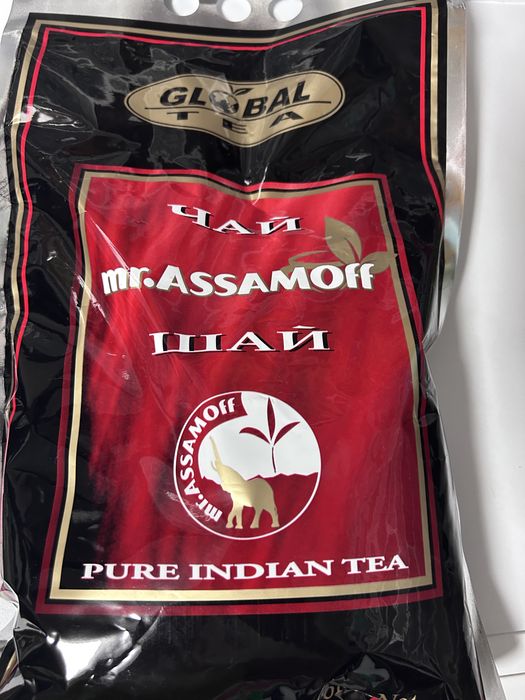 GLOBAL
TEA
ЧАЙ
mr.ASSAMOff
ШАЙ
mr.ASSAMOff
PURE INDIAN TEA